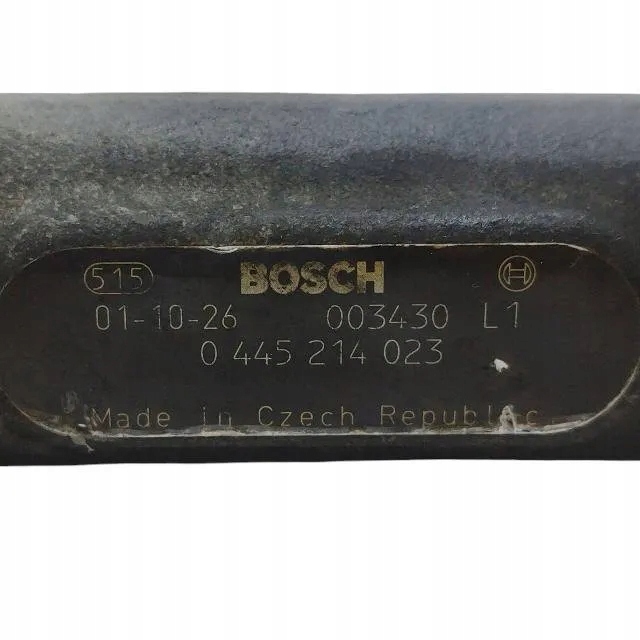 515 BOSCH
01-10-26 003430 L1
0 445 214 023
Made in Czech Republic